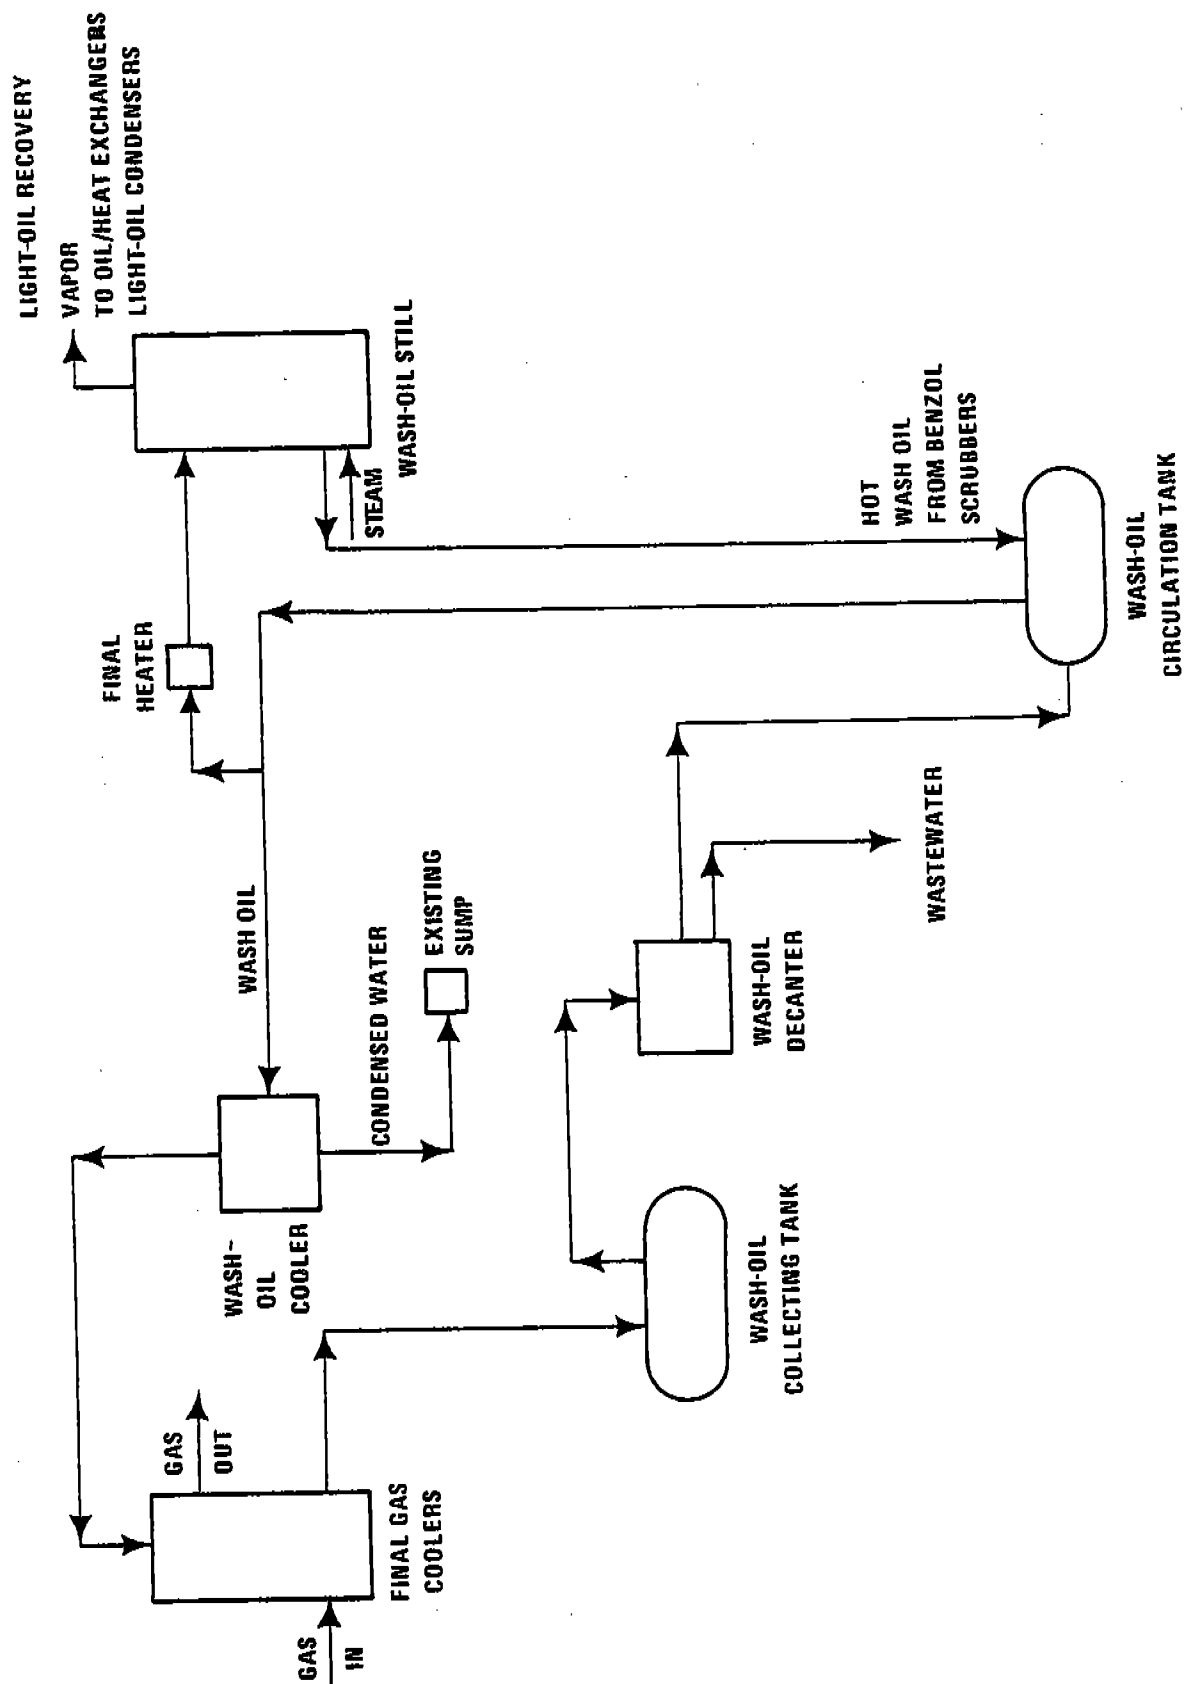 LIGHT-OIL RECOVERY
VAPOR
TO OIL/HEAT EXCHANGERS
LIGHT-OIL CONDENSERS
FINAL
HEATER
WASH-OIL STILL
STEAM
WASH OIL
WASH-
OIL
COOLER
CONDENSED WATER
EXISTING
SUMP
GAS
OUT
GAS
IN
FINAL GAS
COOLERS
WASH-OIL
COLLECTING TANK
WASH-OIL
DECANTER
WASTEWATER
HOT
WASH OIL
FROM BENZOL
SCRUBBERS
WASH-OIL
CIRCULATION TANK